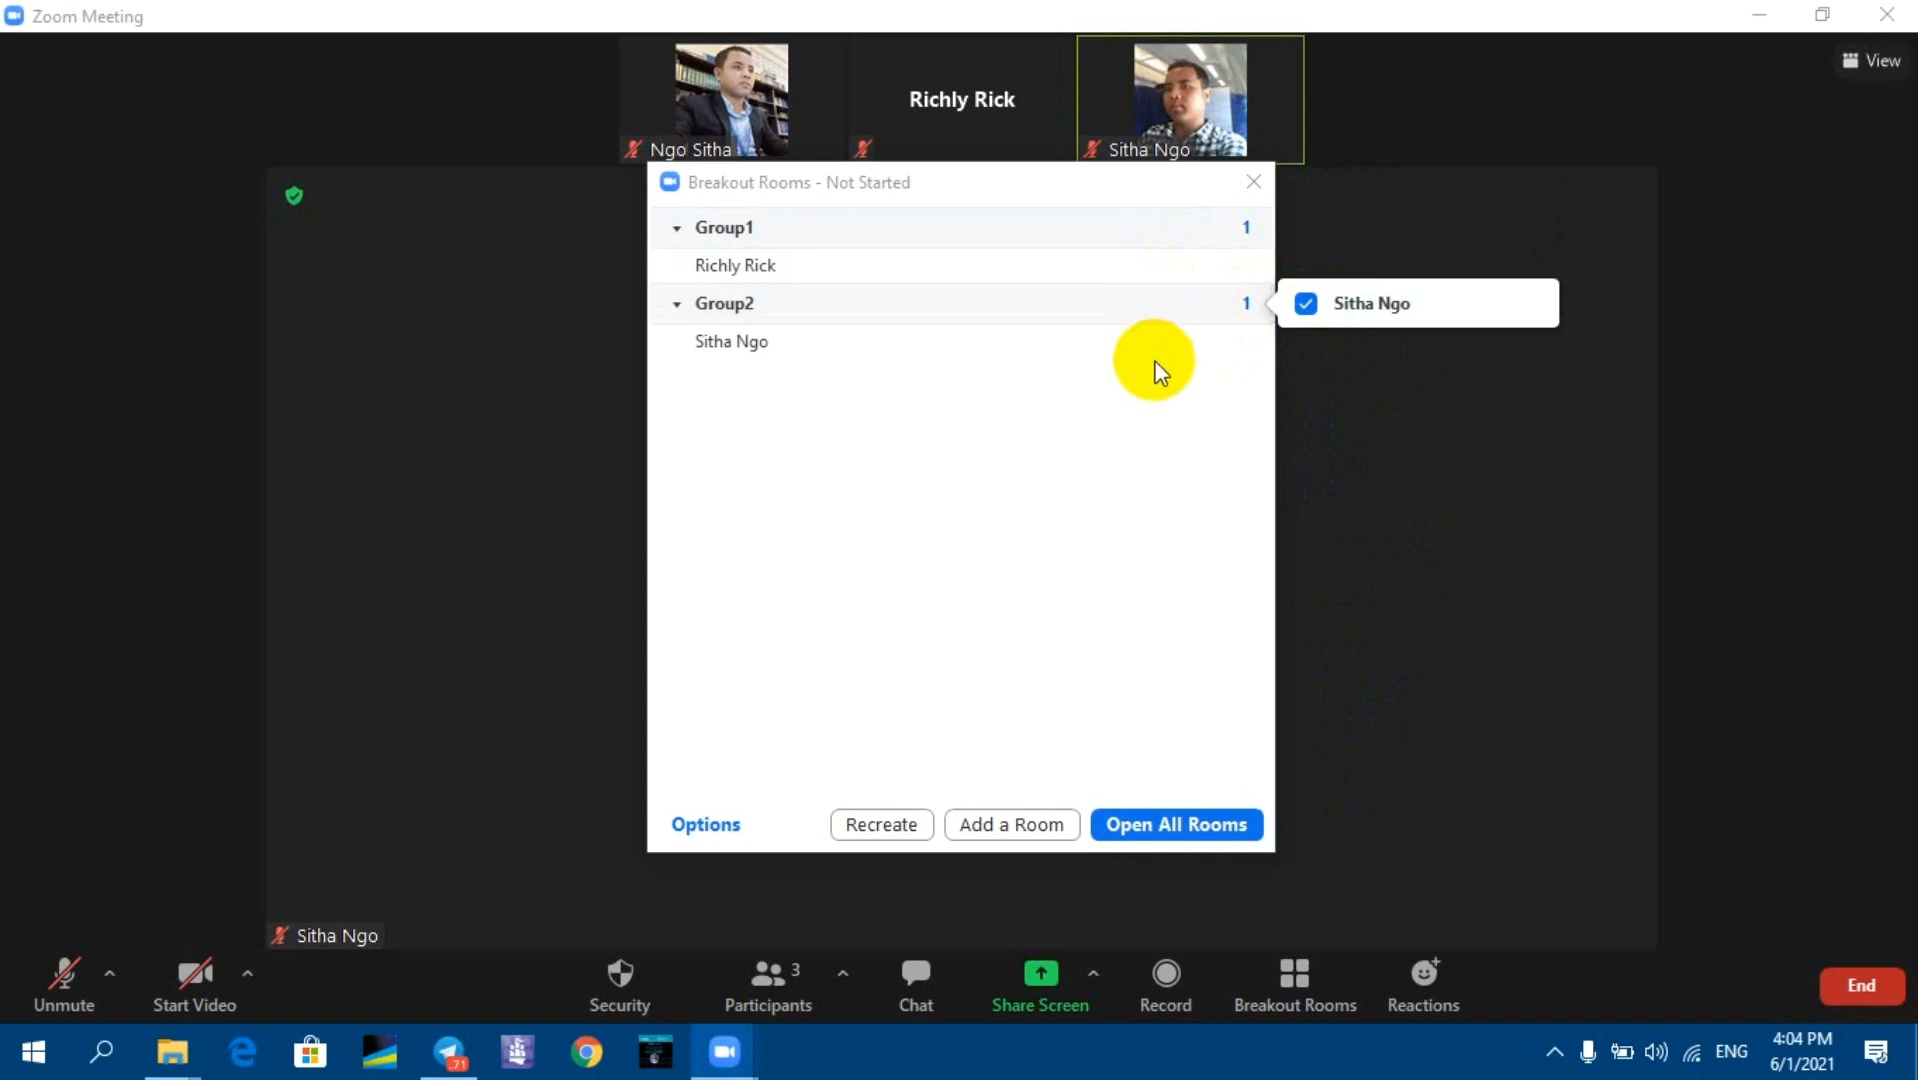 Zoom Meeting
View
Ngo Sitha
Richly Rick
Sitha Ngo
Breakout Rooms - Not Started
Group1 1
Richly Rick
Group2 1
Sitha Ngo
Sitha Ngo
Options Recreate Add a Room Open All Rooms
Sitha Ngo
3
Unmute Start Video Security Participants Chat Share Screen Record Breakout Rooms Reactions End
71
ENG
4:04 PM
6/1/2021